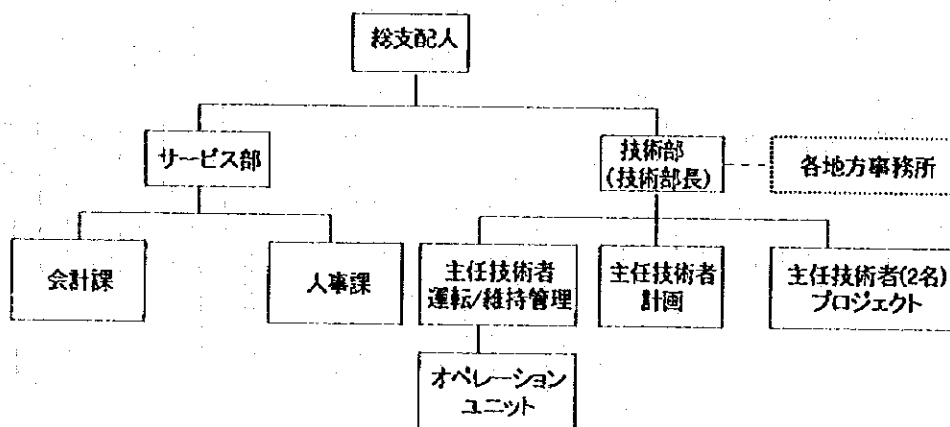 総支配人
サービス部
技術部
(技術部長)
各地方事務所
会計課
人事課
主任技術者
運転/維持管理
主任技術者
計画
主任技術者(2名)
プロジェクト
オペレーション
ユニット